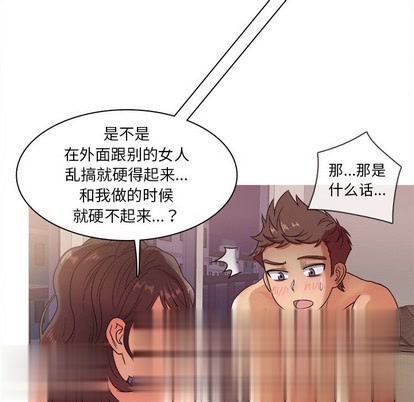 是不是
在外面跟别的女人
乱搞就硬得起来...
和我做的时候
就硬不起来...？
那...那是
什么话...